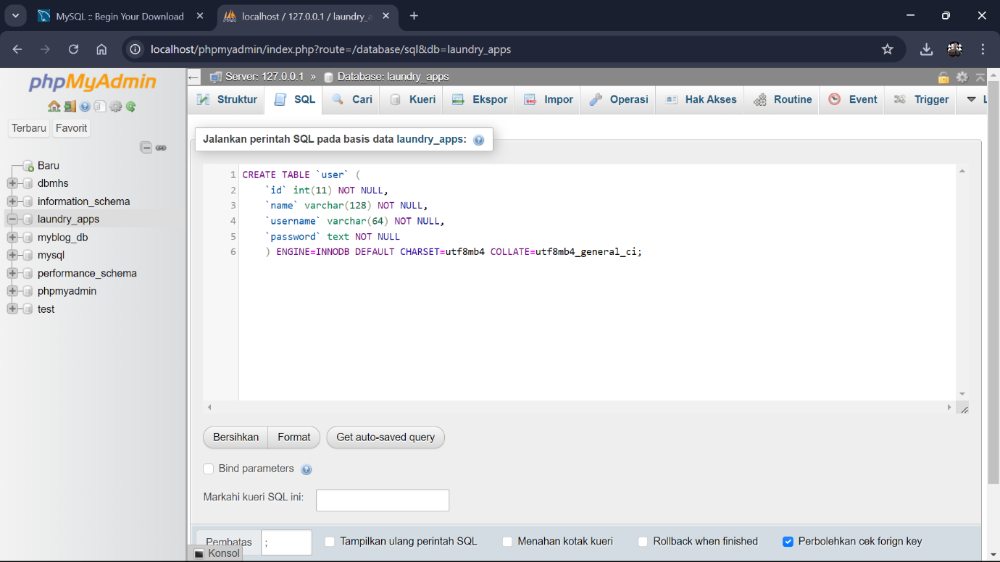 MySQL :: Begin Your Download
localhost / 127.0.0.1 / laundry_a
localhost/phpmyadmin/index.php?route=/database/sql&db=laundry_apps
phpMyAdmin
Terbaru Favorit
Baru
dbmhs
information_schema
laundry_apps
myblog_db
mysql
performance_schema
phpmyadmin
test
Server: 127.0.0.1 » Database: laundry_apps
Struktur SQL Cari Kueri Ekspor Impor Operasi Hak Akses Routine Event Trigger
Jalankan perintah SQL pada basis data laundry_apps:
1 CREATE TABLE `user` (
2 `id` int(11) NOT NULL,
3 `name` varchar(128) NOT NULL,
4 `username` varchar(64) NOT NULL,
5 `password` text NOT NULL
6 ) ENGINE=INNODB DEFAULT CHARSET=utf8mb4 COLLATE=utf8mb4_general_ci;
Bersihkan Format Get auto-saved query
Bind parameters
Markahi kueri SQL ini:
Pembatas ; Tampilkan ulang perintah SQL Menahan kotak kueri Rollback when finished Perbolehkan cek forign key
Konsol